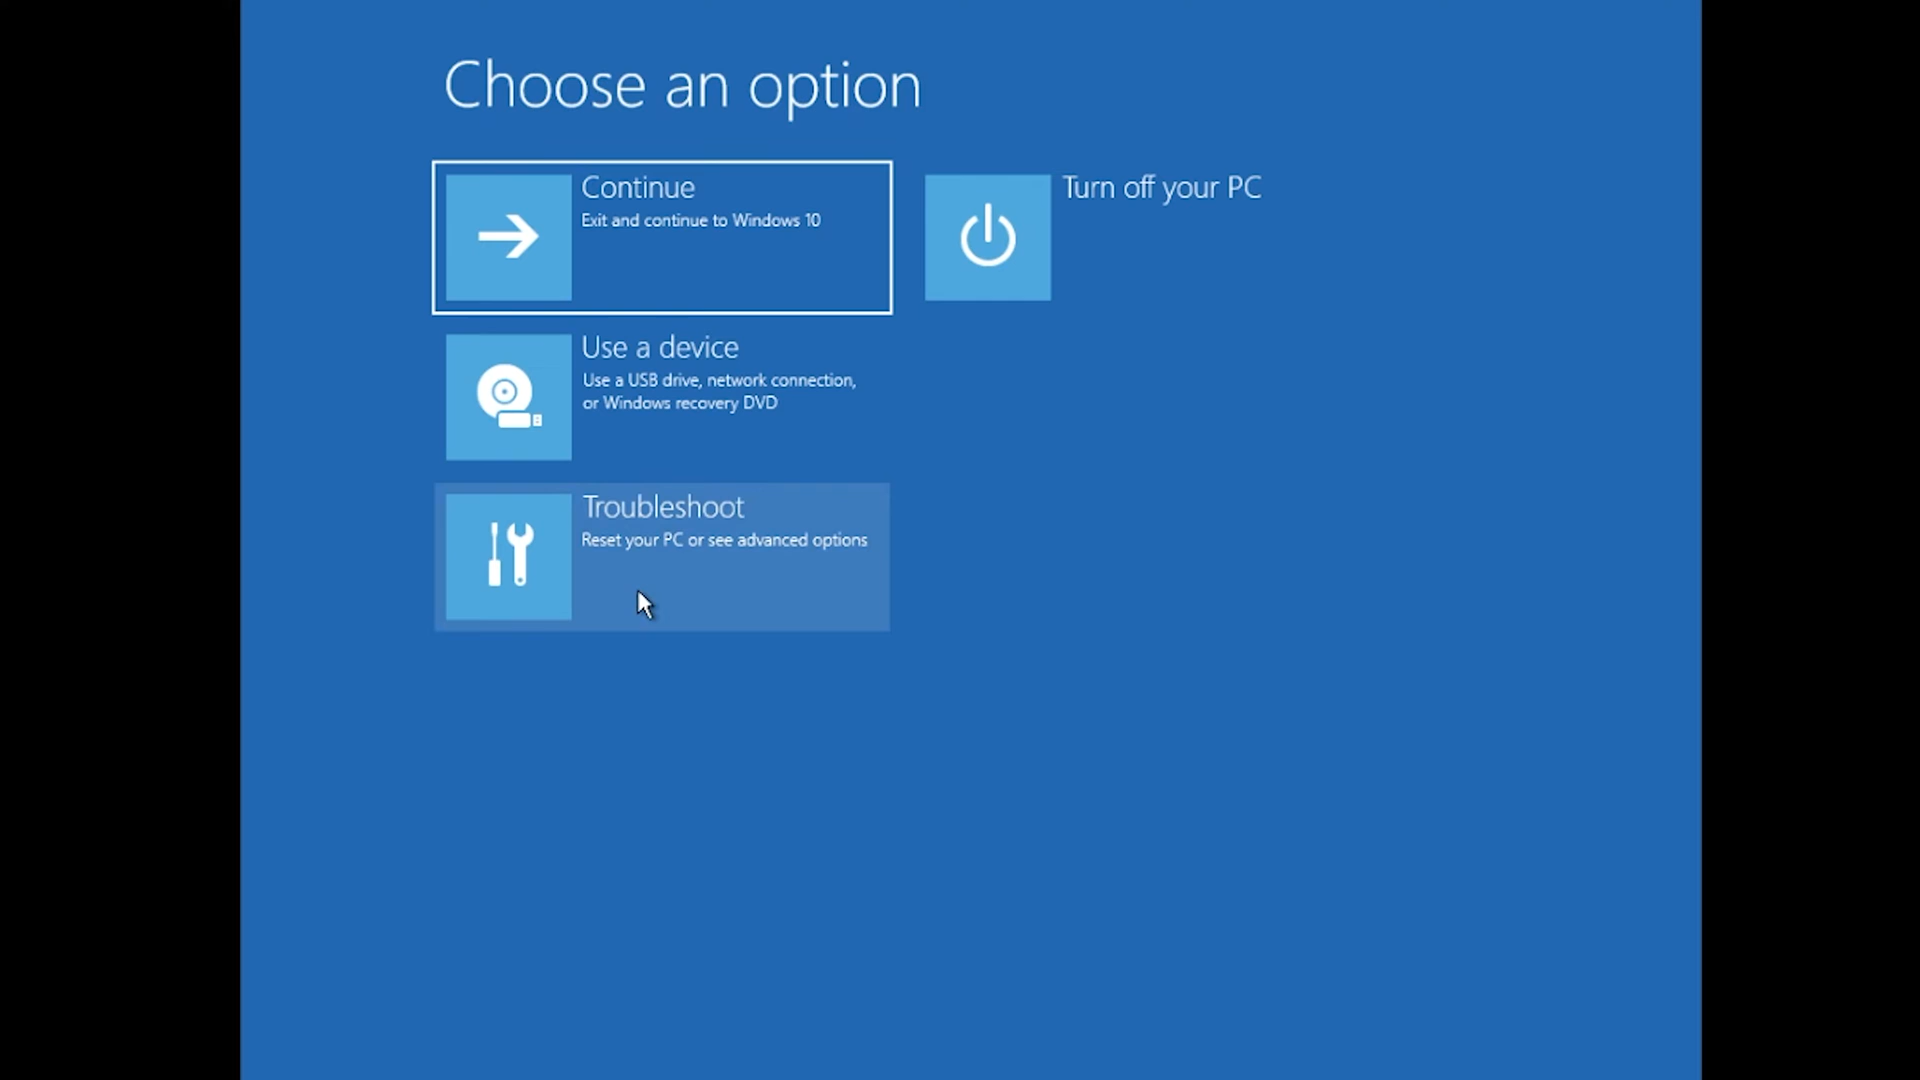 Choose an option
Continue
Exit and continue to Windows 10
Turn off your PC
Use a device
Use a USB drive, network connection,
or Windows recovery DVD
Troubleshoot
Reset your PC or see advanced options